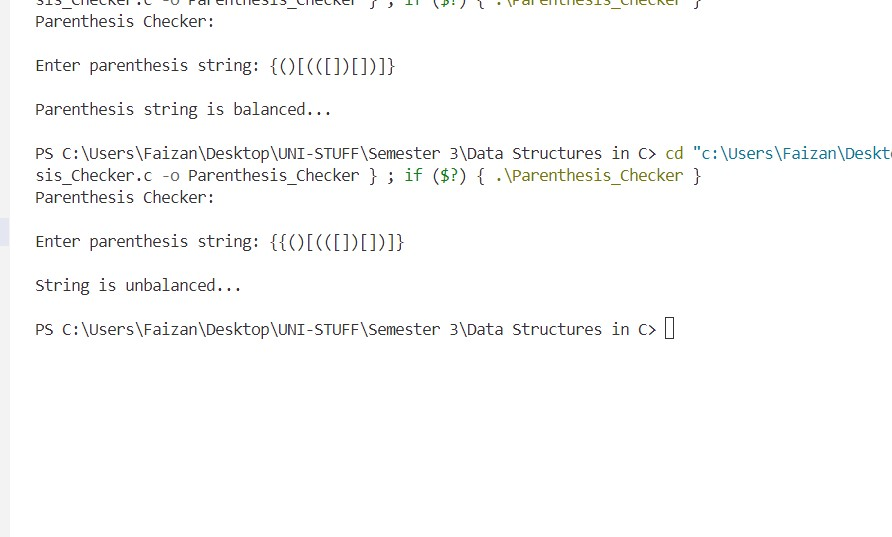 sis_Checker.c -o Parenthesis_Checker } ; if ($?) { .\Parenthesis_Checker }
Parenthesis Checker:
Enter parenthesis string: {()[(([])[])]}
Parenthesis string is balanced...
PS C:\Users\Faizan\Desktop\UNI-STUFF\Semester 3\Data Structures in C> cd "c:\Users\Faizan\Deskt
sis_Checker.c -o Parenthesis_Checker } ; if ($?) { .\Parenthesis_Checker }
Parenthesis Checker:
Enter parenthesis string: {{()[(([])[])]}
String is unbalanced...
PS C:\Users\Faizan\Desktop\UNI-STUFF\Semester 3\Data Structures in C>